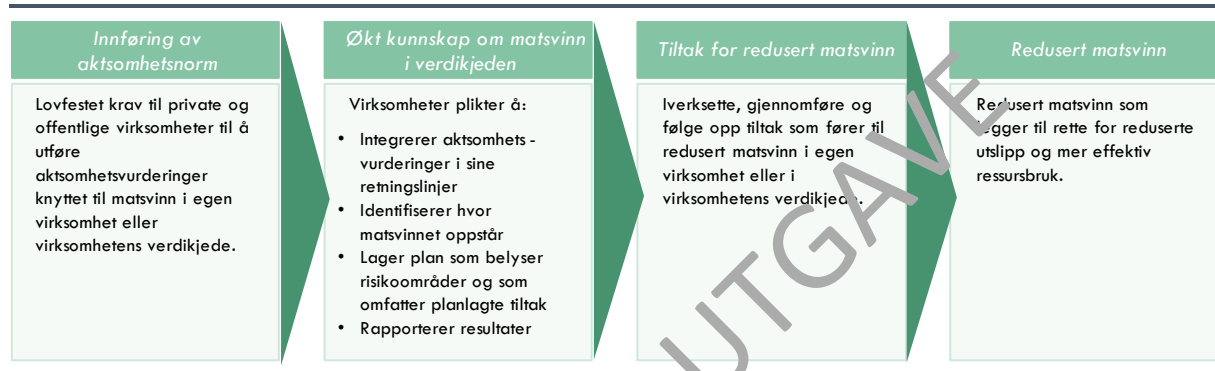 Innføring av
aktsomhetsnorm
Lovfestet krav til private og
offentlige virksomheter til å
utføre
aktsomhetsvurderinger
knyttet til matsvinn i egen
virksomhet eller
virksomhetens verdikjede.
Økt kunnskap om matsvinn
i verdikjeden
Virksomheter plikter å:
• Integrerer aktsomhets -
vurderinger i sine
retningslinjer
• Identifiserer hvor
matsvinnet oppstår
• Lager plan som belyser
risikoområder og som
omfatter planlagte tiltak
• Rapporterer resultater
Tiltak for redusert matsvinn
Iverksette, gjennomføre og
følge opp tiltak som fører til
redusert matsvinn i egen
virksomhet eller i
virksomhetens verdikjede.
Redusert matsvinn
Redusert matsvinn som
legger til rette for reduserte
utslipp og mer effektiv
ressursbruk.
UTGAVE